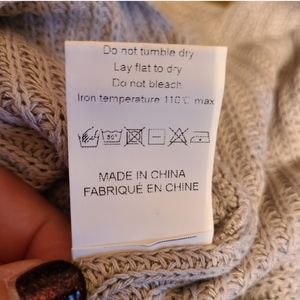 Do not tumble dry
Lay flat to dry
Do not bleach
Iron temperature 110℃ max
30°
MADE IN CHINA
FABRIQUÉ EN CHINE